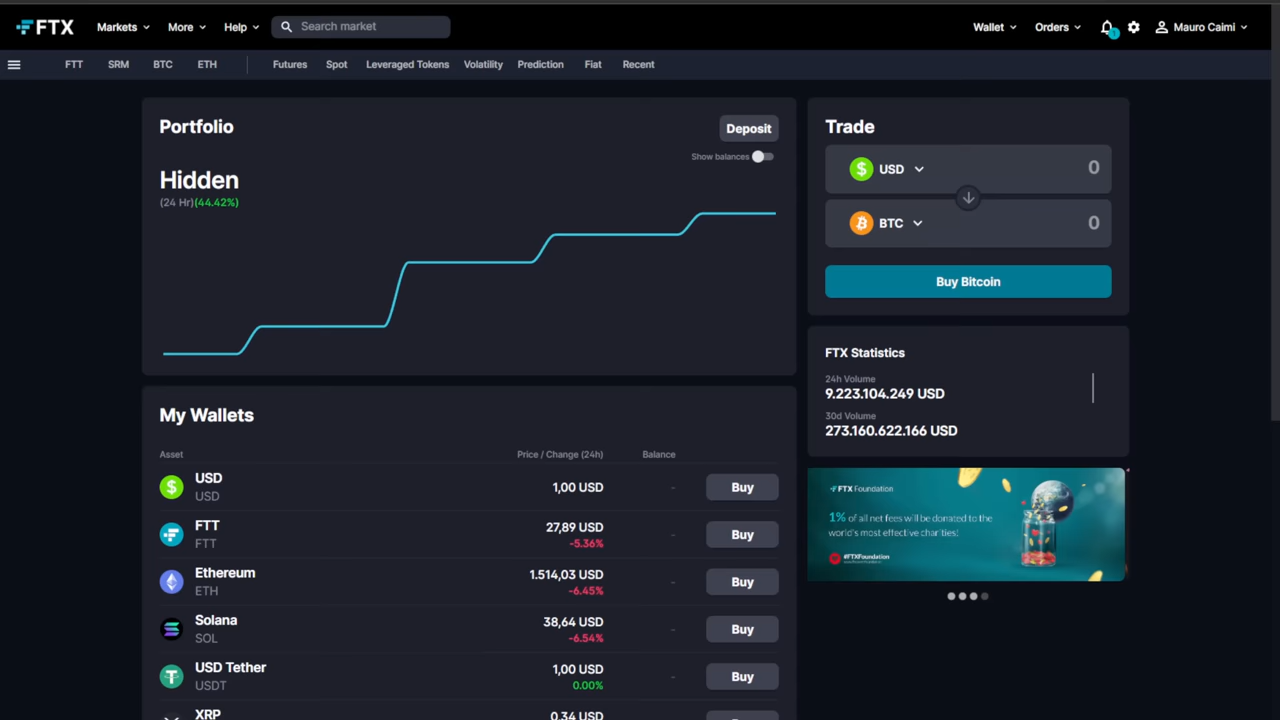 FTX Markets More Help Search market Wallet Orders 1 Mauro Caimi
FTT SRM BTC ETH Futures Spot Leveraged Tokens Volatility Prediction Fiat Recent
Portfolio
Deposit
Show balances
Hidden
(24 Hr)(44.42%)
Trade
USD 0
BTC 0
Buy Bitcoin
FTX Statistics
24h Volume
9.223.104.249 USD
30d Volume
273.160.622.166 USD
FTX Foundation
1% of all net fees will be donated to the
world's most effective charities!
#FTXFoundation
My Wallets
Asset Price / Change (24h) Balance
USD
USD
1,00 USD - Buy
FTT
FTT
27,89 USD
-5.36%
- Buy
Ethereum
ETH
1.514,03 USD
-6.45%
- Buy
Solana
SOL
38,64 USD
-6.54%
- Buy
USD Tether
USDT
1,00 USD
0.00%
- Buy
XRP
0,34 USD